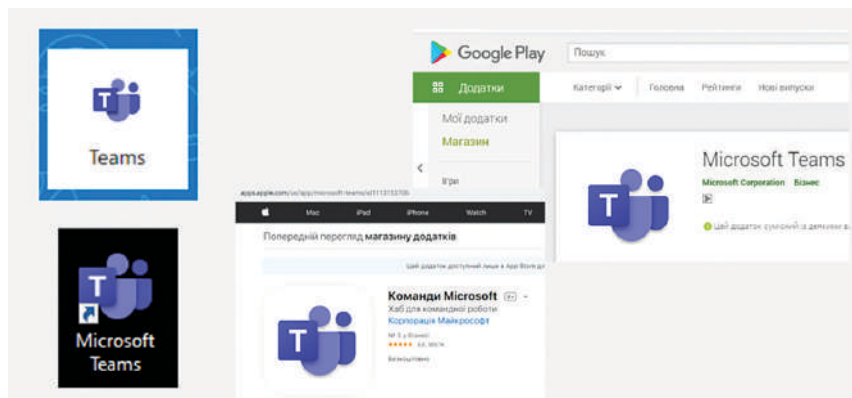 Teams
Microsoft
Teams
Google Play
Пошук
Додатки
Категорії
Головна
Рейтинги
Нові випуски
Мої додатки
Магазин
Ігри
Microsoft Teams
Microsoft Corporation Бізнес
Цей додаток сумісний із деякими
Mac iPad iPhone Watch TV
Попередній перегляд магазину додатків
Цей додаток доступний лише в App Store
Команди Microsoft
Хаб для командної роботи
Корпорація Майкрософт
Безкоштовно